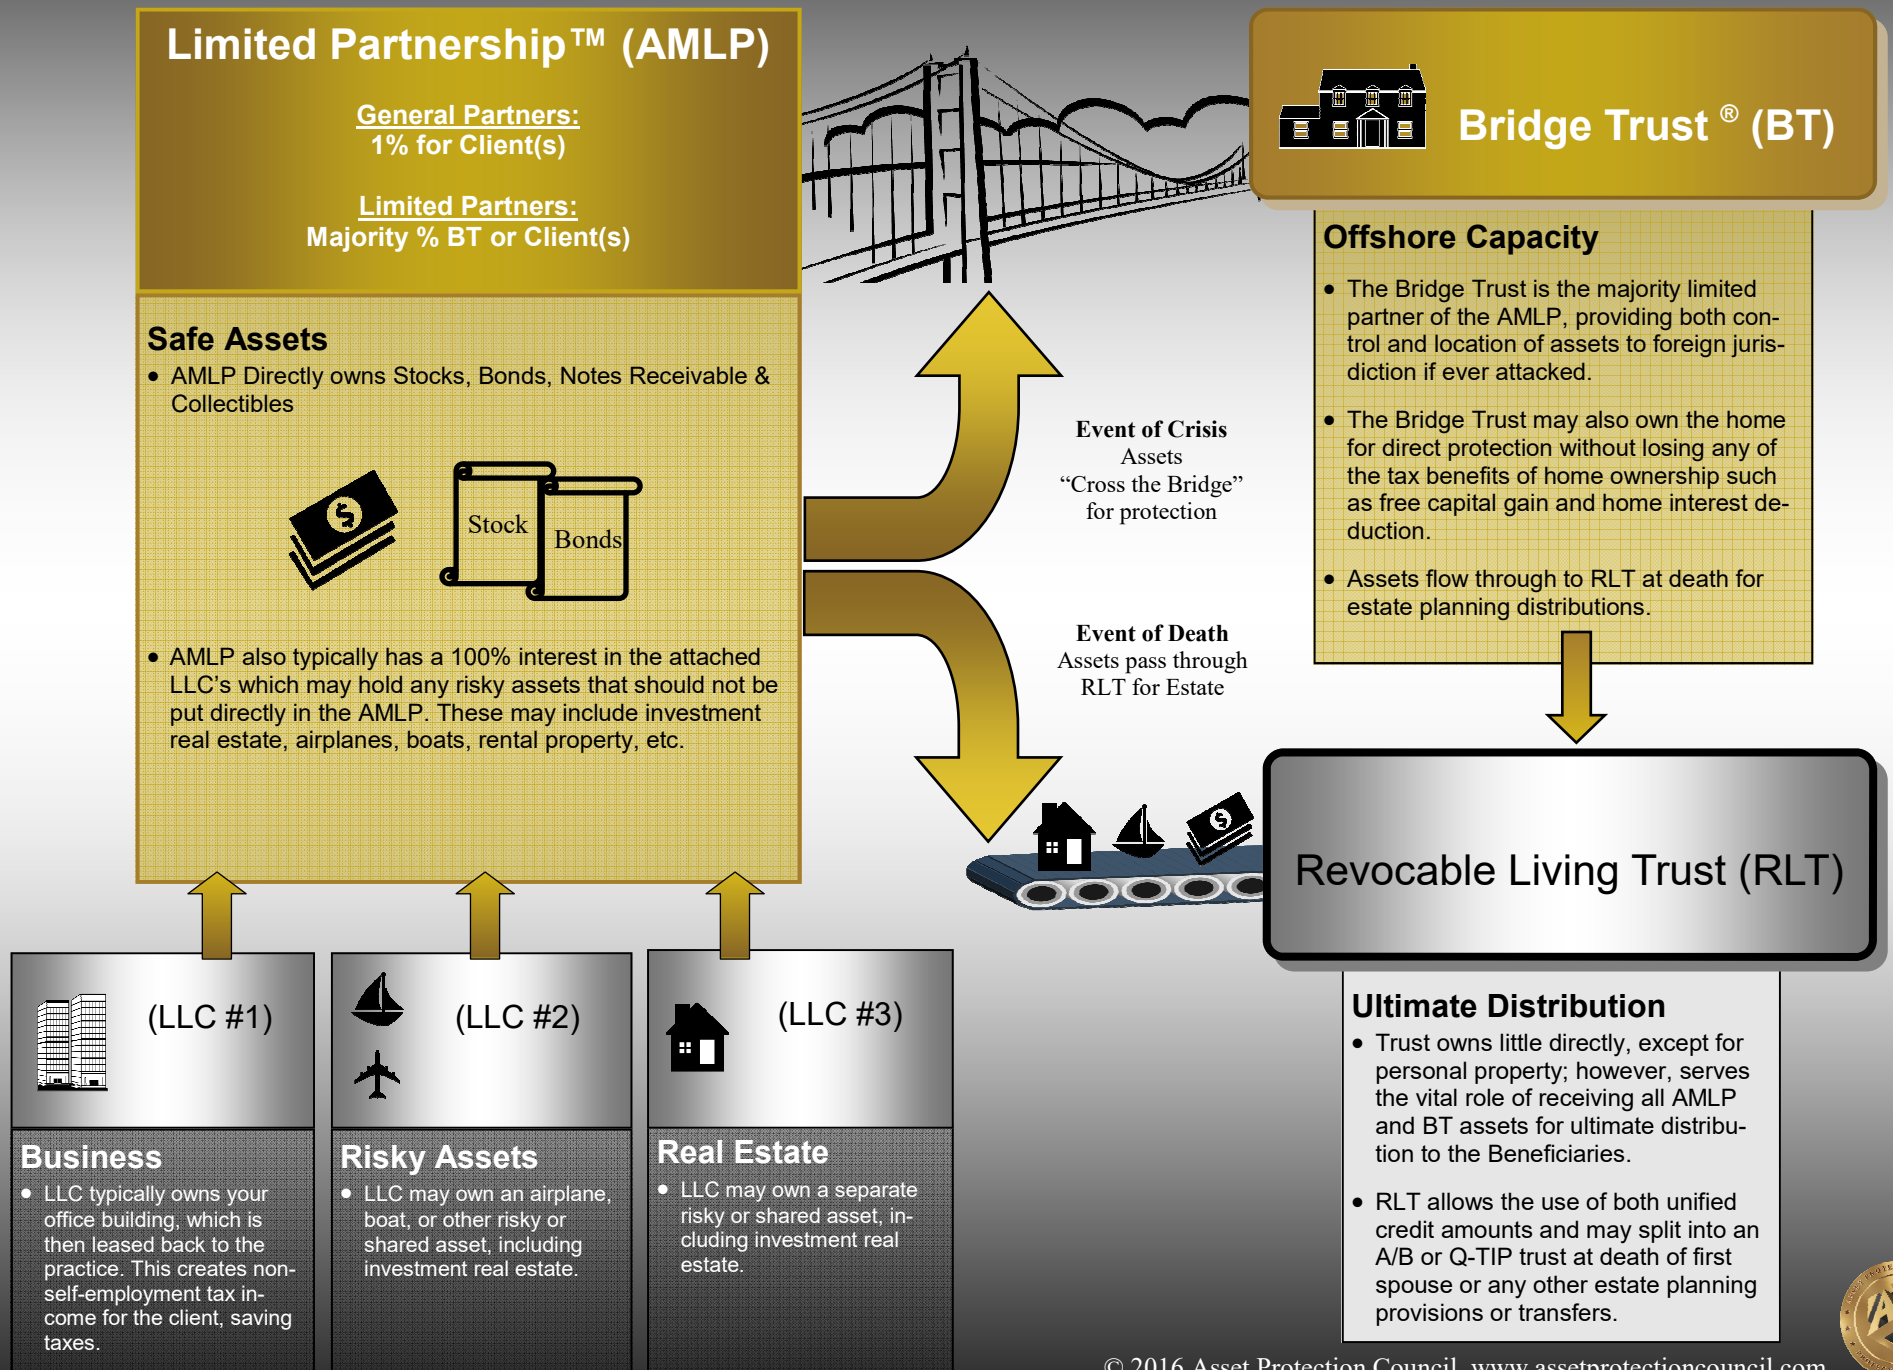 Limited Partnership™ (AMLP)
General Partners:
1% for Client(s)
Limited Partners:
Majority % BT or Client(s)
Safe Assets
• AMLP Directly owns Stocks, Bonds, Notes Receivable &
Collectibles
Stock
Bonds
• AMLP also typically has a 100% interest in the attached
LLC's which may hold any risky assets that should not be
put directly in the AMLP. These may include investment
real estate, airplanes, boats, rental property, etc.
Event of Crisis
Assets
“Cross the Bridge”
for protection
Event of Death
Assets pass through
RLT for Estate
Bridge Trust ® (BT)
Offshore Capacity
• The Bridge Trust is the majority limited
partner of the AMLP, providing both con-
trol and location of assets to foreign juris-
diction if ever attacked.
• The Bridge Trust may also own the home
for direct protection without losing any of
the tax benefits of home ownership such
as free capital gain and home interest de-
duction.
• Assets flow through to RLT at death for
estate planning distributions.
Revocable Living Trust (RLT)
Ultimate Distribution
• Trust owns little directly, except for
personal property; however, serves
the vital role of receiving all AMLP
and BT assets for ultimate distribu-
tion to the Beneficiaries.
• RLT allows the use of both unified
credit amounts and may split into an
A/B or Q-TIP trust at death of first
spouse or any other estate planning
provisions or transfers.
(LLC #1)
Business
• LLC typically owns your
office building, which is
then leased back to the
practice. This creates non-
self-employment tax in-
come for the client, saving
taxes.
(LLC #2)
Risky Assets
• LLC may own an airplane,
boat, or other risky or
shared asset, including
investment real estate.
(LLC #3)
Real Estate
• LLC may own a separate
risky or shared asset, in-
cluding investment real
estate.
© 2016 Asset Protection Council www.assetprotectioncouncil.com